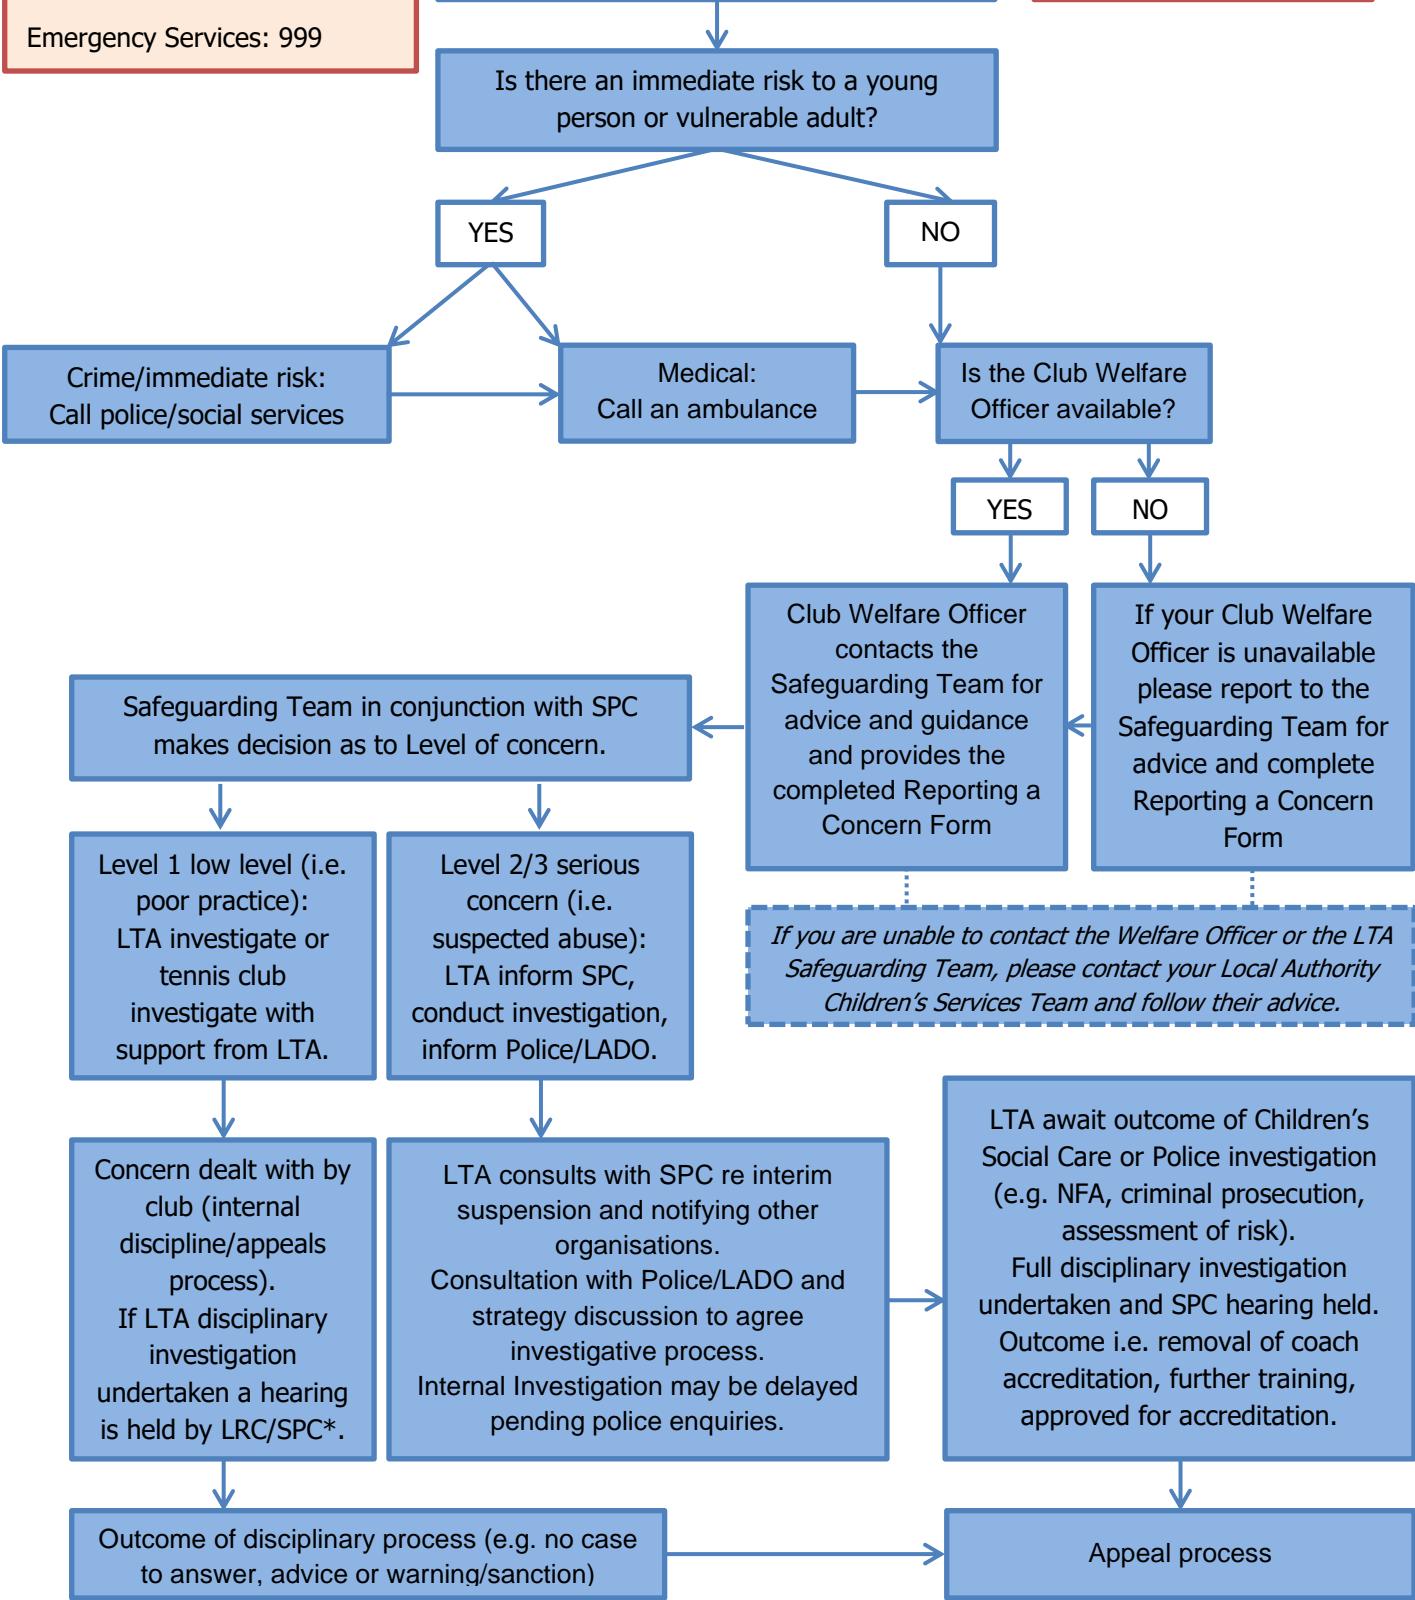 Emergency Services: 999
Is there an immediate risk to a young
person or vulnerable adult?
YES
NO
Crime/immediate risk:
Call police/social services
Medical:
Call an ambulance
Is the Club Welfare
Officer available?
YES
NO
Club Welfare Officer
contacts the
Safeguarding Team for
advice and guidance
and provides the
completed Reporting a
Concern Form
If your Club Welfare
Officer is unavailable
please report to the
Safeguarding Team for
advice and complete
Reporting a Concern
Form
Safeguarding Team in conjunction with SPC
makes decision as to Level of concern.
Level 1 low level (i.e.
poor practice):
LTA investigate or
tennis club
investigate with
support from LTA.
Level 2/3 serious
concern (i.e.
suspected abuse):
LTA inform SPC,
conduct investigation,
inform Police/LADO.
If you are unable to contact the Welfare Officer or the LTA
Safeguarding Team, please contact your Local Authority
Children’s Services Team and follow their advice.
Concern dealt with by
club (internal
discipline/appeals
process).
If LTA disciplinary
investigation
undertaken a hearing
is held by LRC/SPC*.
LTA consults with SPC re interim
suspension and notifying other
organisations.
Consultation with Police/LADO and
strategy discussion to agree
investigative process.
Internal Investigation may be delayed
pending police enquiries.
LTA await outcome of Children’s
Social Care or Police investigation
(e.g. NFA, criminal prosecution,
assessment of risk).
Full disciplinary investigation
undertaken and SPC hearing held.
Outcome i.e. removal of coach
accreditation, further training,
approved for accreditation.
Outcome of disciplinary process (e.g. no case
to answer, advice or warning/sanction)
Appeal process